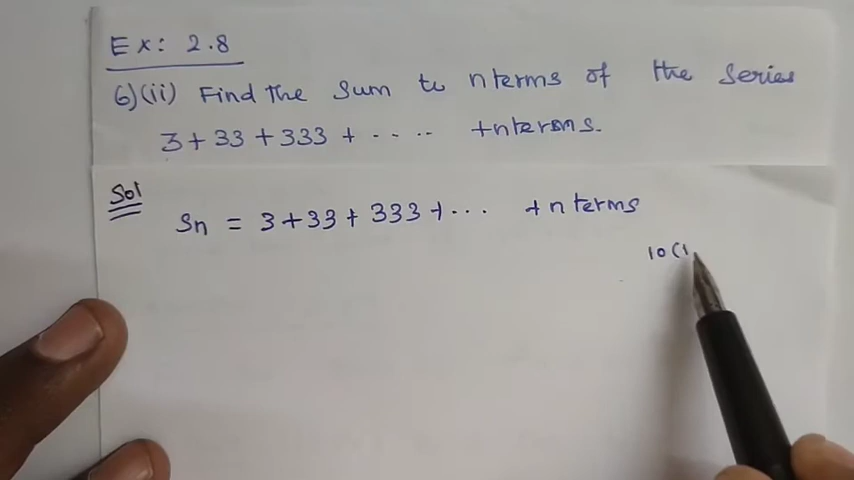 Ex: 2.8
6)(ii) Find the sum to n terms of the series
3 + 33 + 333 + ..... + n terms.
Sol
Sn = 3 + 33 + 333 + ... + n terms
10(1